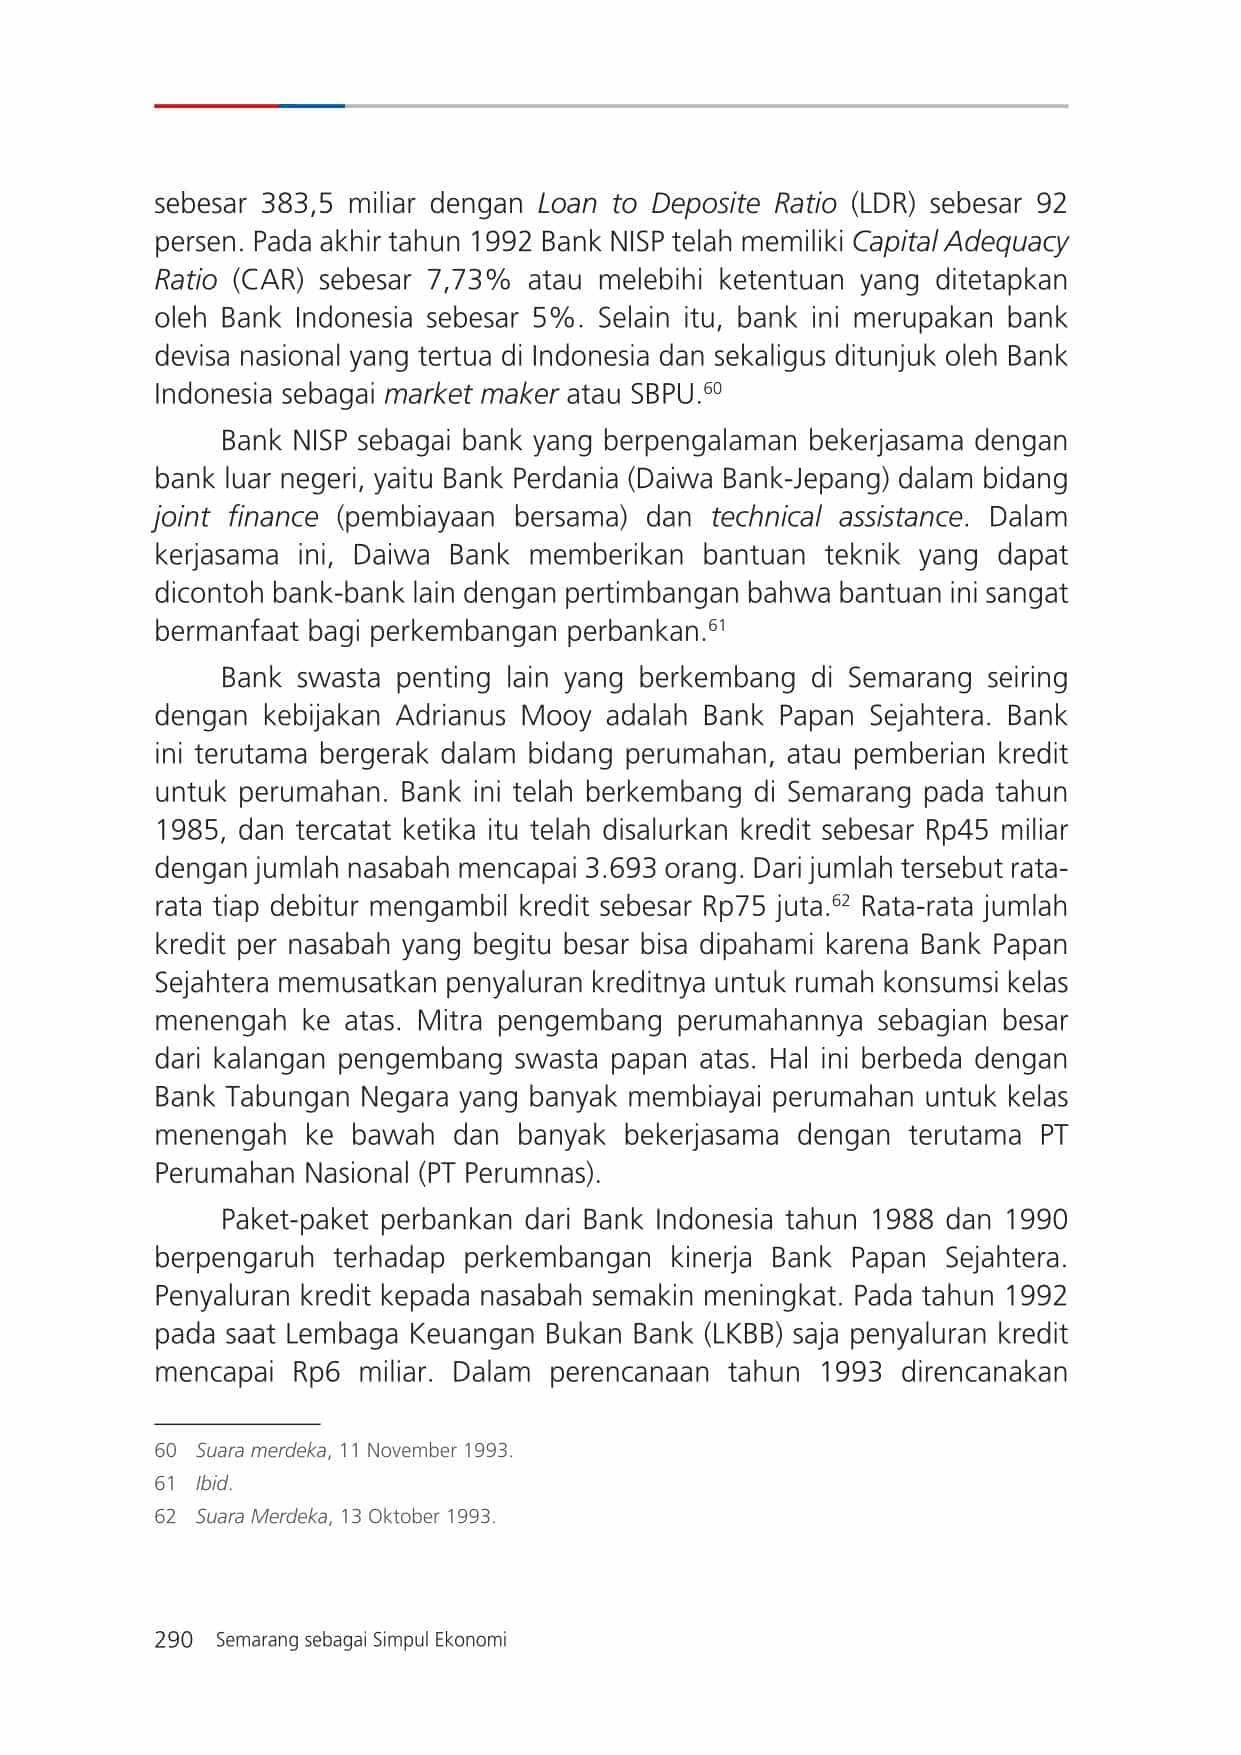 sebesar 383,5 miliar dengan Loan to Deposite Ratio (LDR) sebesar 92
persen. Pada akhir tahun 1992 Bank NISP telah memiliki Capital Adequacy
Ratio (CAR) sebesar 7,73% atau melebihi ketentuan yang ditetapkan
oleh Bank Indonesia sebesar 5%. Selain itu, bank ini merupakan bank
devisa nasional yang tertua di Indonesia dan sekaligus ditunjuk oleh Bank
Indonesia sebagai market maker atau SBPU.60
Bank NISP sebagai bank yang berpengalaman bekerjasama dengan
bank luar negeri, yaitu Bank Perdania (Daiwa Bank-Jepang) dalam bidang
joint finance (pembiayaan bersama) dan technical assistance. Dalam
kerjasama ini, Daiwa Bank memberikan bantuan teknik yang dapat
dicontoh bank-bank lain dengan pertimbangan bahwa bantuan ini sangat
bermanfaat bagi perkembangan perbankan.61
Bank swasta penting lain yang berkembang di Semarang seiring
dengan kebijakan Adrianus Mooy adalah Bank Papan Sejahtera. Bank
ini terutama bergerak dalam bidang perumahan, atau pemberian kredit
untuk perumahan. Bank ini telah berkembang di Semarang pada tahun
1985, dan tercatat ketika itu telah disalurkan kredit sebesar Rp45 miliar
dengan jumlah nasabah mencapai 3.693 orang. Dari jumlah tersebut rata-
rata tiap debitur mengambil kredit sebesar Rp75 juta.62 Rata-rata jumlah
kredit per nasabah yang begitu besar bisa dipahami karena Bank Papan
Sejahtera memusatkan penyaluran kreditnya untuk rumah konsumsi kelas
menengah ke atas. Mitra pengembang perumahannya sebagian besar
dari kalangan pengembang swasta papan atas. Hal ini berbeda dengan
Bank Tabungan Negara yang banyak membiayai perumahan untuk kelas
menengah ke bawah dan banyak bekerjasama dengan terutama PT
Perumahan Nasional (PT Perumnas).
Paket-paket perbankan dari Bank Indonesia tahun 1988 dan 1990
berpengaruh terhadap perkembangan kinerja Bank Papan Sejahtera.
Penyaluran kredit kepada nasabah semakin meningkat. Pada tahun 1992
pada saat Lembaga Keuangan Bukan Bank (LKBB) saja penyaluran kredit
mencapai Rp6 miliar. Dalam perencanaan tahun 1993 direncanakan
60 Suara merdeka, 11 November 1993.
61 Ibid.
62 Suara Merdeka, 13 Oktober 1993.
290 Semarang sebagai Simpul Ekonomi